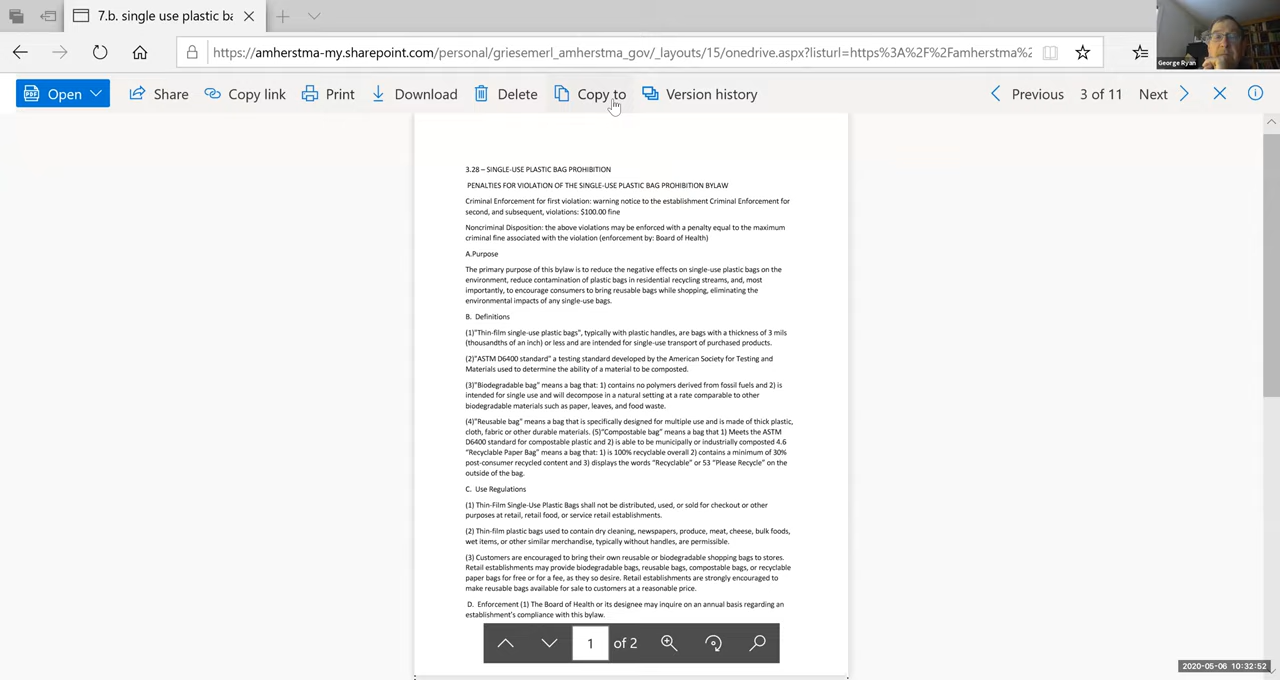 7.b. single use plastic ba
https://amherstma-my.sharepoint.com/personal/griesemerl_amherstma_gov/_layouts/15/onedrive.aspx?listurl=https%3A%2F%2Famherstma%2
George Ryan
Open Share Copy link Print Download Delete Copy to Version history Previous 3 of 11 Next
3.28 – SINGLE-USE PLASTIC BAG PROHIBITION
PENALTIES FOR VIOLATION OF THE SINGLE-USE PLASTIC BAG PROHIBITION BYLAW
Criminal Enforcement for first violation: warning notice to the establishment Criminal Enforcement for
second, and subsequent, violations: $100.00 fine
Noncriminal Disposition: the above violations may be enforced with a penalty equal to the maximum
criminal fine associated with the violation (enforcement by: Board of Health)
A.Purpose
The primary purpose of this bylaw is to reduce the negative effects on single-use plastic bags on the
environment, reduce contamination of plastic bags in residential recycling streams, and, most
importantly, to encourage consumers to bring reusable bags while shopping, eliminating the
environmental impacts of any single-use bags.
B. Definitions
(1)"Thin-film single-use plastic bags", typically with plastic handles, are bags with a thickness of 3 mils
(thousandths of an inch) or less and are intended for single-use transport of purchased products.
(2)"ASTM D6400 standard" a testing standard developed by the American Society for Testing and
Materials used to determine the ability of a material to be composted.
(3)"Biodegradable bag" means a bag that: 1) contains no polymers derived from fossil fuels and 2) is
intended for single use and will decompose in a natural setting at a rate comparable to other
biodegradable materials such as paper, leaves, and food waste.
(4)"Reusable bag" means a bag that is specifically designed for multiple use and is made of thick plastic,
cloth, fabric or other durable materials. (5)"Compostable bag" means a bag that 1) Meets the ASTM
D6400 standard for compostable plastic and 2) is able to be municipally or industrially composted 4.6
"Recyclable Paper Bag" means a bag that: 1) is 100% recyclable overall 2) contains a minimum of 30%
post-consumer recycled content and 3) displays the words "Recyclable" or 53 "Please Recycle" on the
outside of the bag.
C. Use Regulations
(1) Thin-Film Single-Use Plastic Bags shall not be distributed, used, or sold for checkout or other
purposes at retail, retail food, or service retail establishments.
(2) Thin-film plastic bags used to contain dry cleaning, newspapers, produce, meat, cheese, bulk foods,
wet items, or other similar merchandise, typically without handles, are permissible.
(3) Customers are encouraged to bring their own reusable or biodegradable shopping bags to stores.
Retail establishments may provide biodegradable bags, reusable bags, compostable bags, or recyclable
paper bags for free or for a fee, as they so desire. Retail establishments are strongly encouraged to
make reusable bags available for sale to customers at a reasonable price.
D. Enforcement (1) The Board of Health or its designee may inquire on an annual basis regarding an
establishment's compliance with this bylaw.
1 of 2
2020-05-06 10:32:52